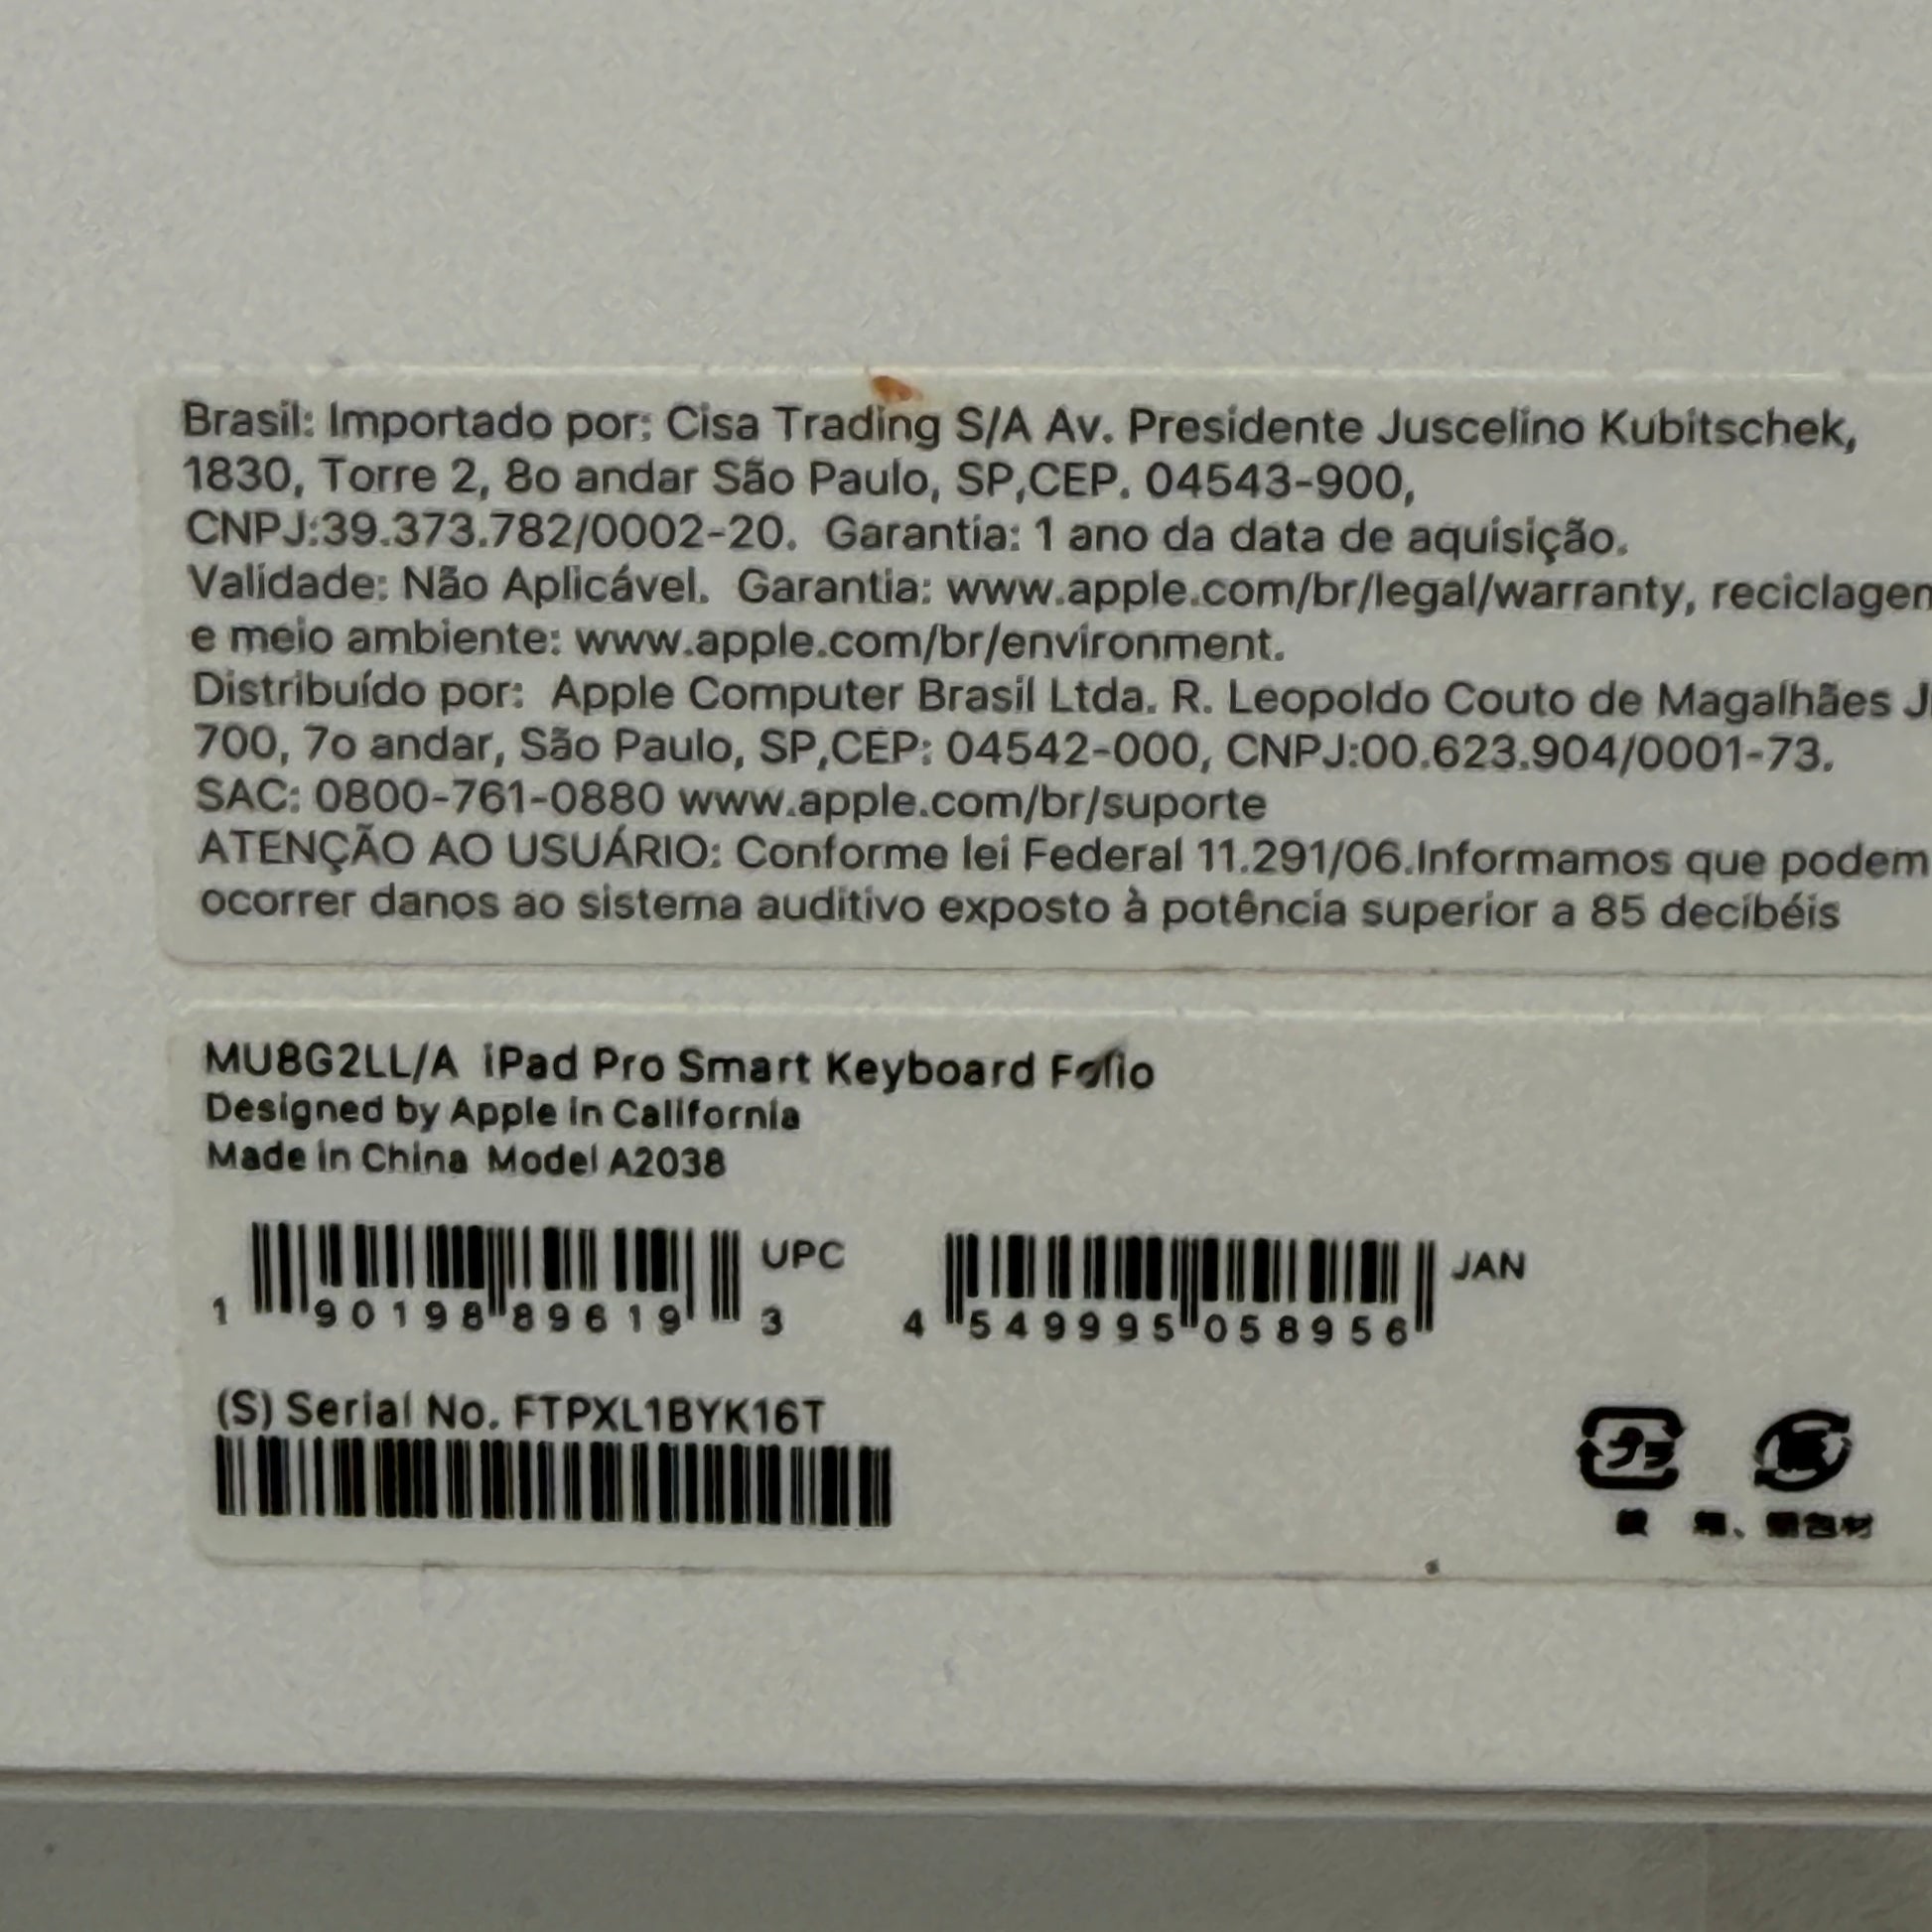 Brasil: Importado por: Cisa Trading S/A Av. Presidente Juscelino Kubitschek,
1830, Torre 2, 8o andar São Paulo, SP,CEP. 04543-900,
CNPJ:39.373.782/0002-20. Garantia: 1 ano da data de aquisição.
Validade: Não Aplicável. Garantia: www.apple.com/br/legal/warranty, reciclagem
e meio ambiente: www.apple.com/br/environment.
Distribuído por: Apple Computer Brasil Ltda. R. Leopoldo Couto de Magalhães
700, 7o andar, São Paulo, SP,CEP: 04542-000, CNPJ:00.623.904/0001-73.
SAC: 0800-761-0880 www.apple.com/br/suporte
ATENÇÃO AO USUÁRIO: Conforme lei Federal 11.291/06.Informamos que podem
ocorrer danos ao sistema auditivo exposto à potência superior a 85 decibéis
MU8G2LL/A iPad Pro Smart Keyboard Folio
Designed by Apple in California
Made in China Model A2038
UPC
1 90198 89619 3
JAN
4 549995 058956
(S) Serial No. FTPXL1BYK16T
プラ